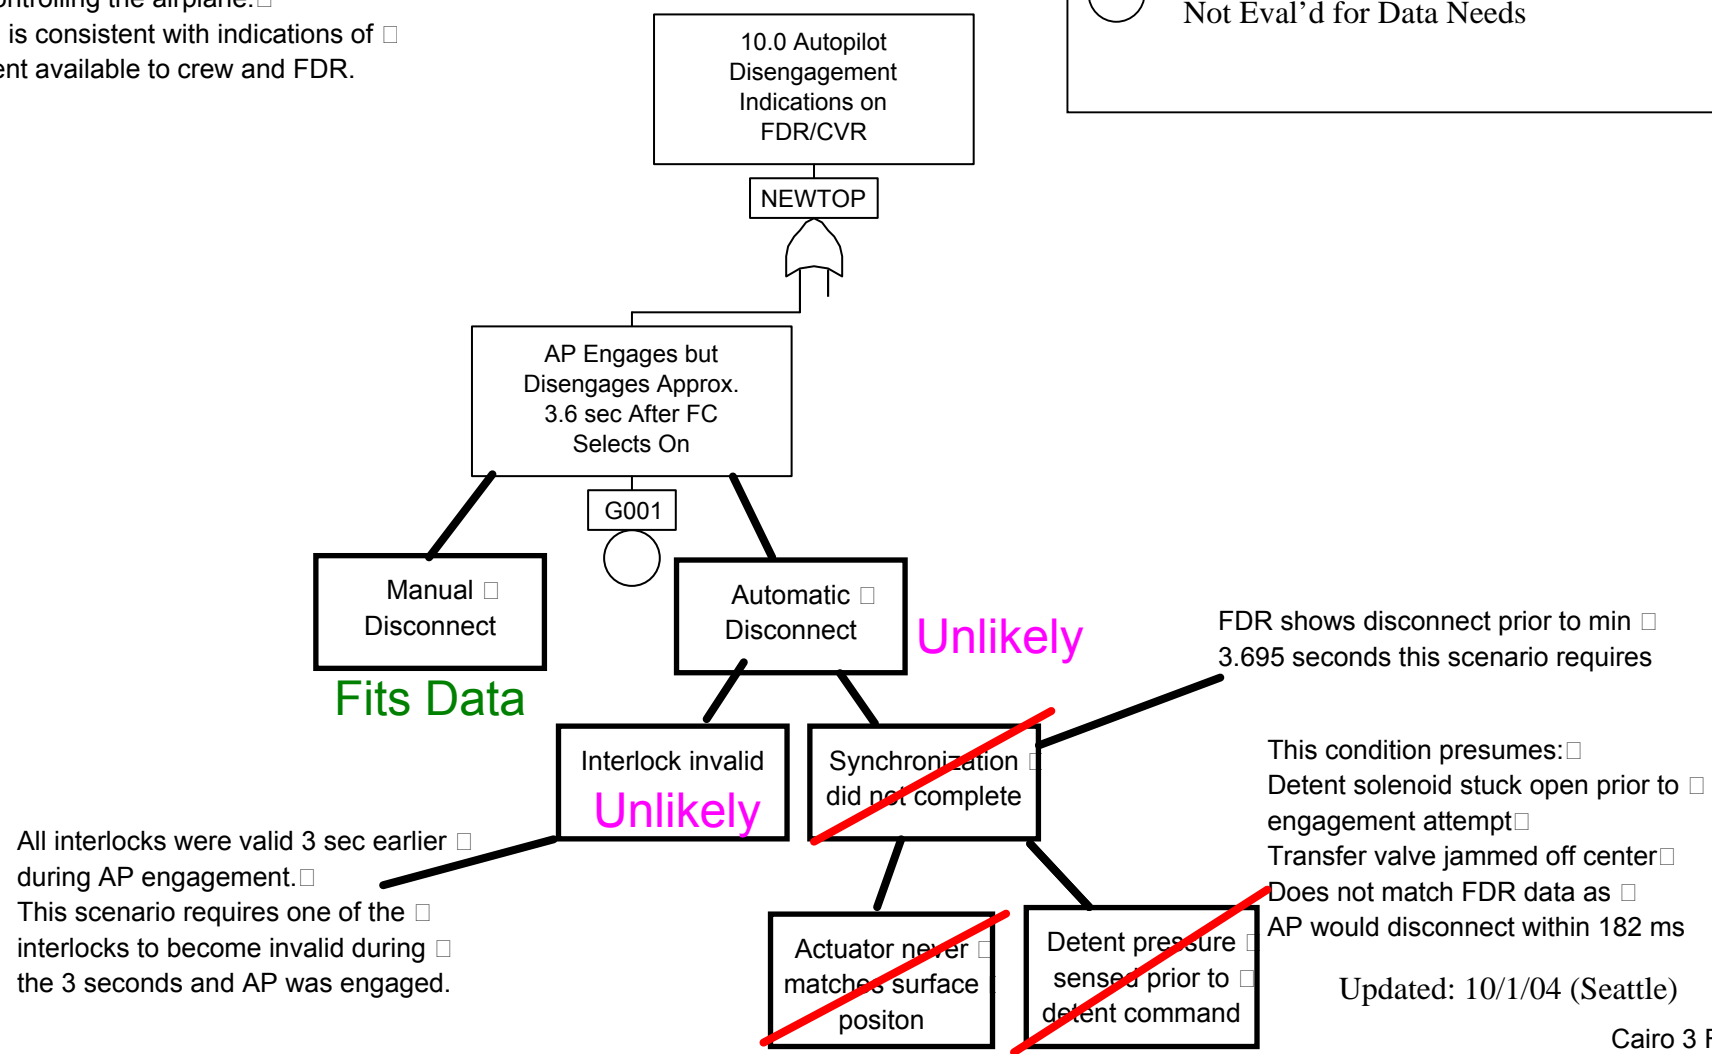 ontrolling the airplane.
is consistent with indications of
ent available to crew and FDR.
Not Eval'd for Data Needs
10.0 Autopilot
Disengagement
Indications on
FDR/CVR
NEWTOP
AP Engages but
Disengages Approx.
3.6 sec After FC
Selects On
G001
Manual
Disconnect
Fits Data
Automatic
Disconnect
Unlikely
FDR shows disconnect prior to min
3.695 seconds this scenario requires
Interlock invalid
Unlikely
Synchronization
did not complete
This condition presumes:
Detent solenoid stuck open prior to
engagement attempt
Transfer valve jammed off center
Does not match FDR data as
AP would disconnect within 182 ms
All interlocks were valid 3 sec earlier
during AP engagement.
This scenario requires one of the
interlocks to become invalid during
the 3 seconds and AP was engaged.
Actuator never
matches surface
positon
Detent pressure
sensed prior to
detent command
Updated: 10/1/04 (Seattle)
Cairo 3 F